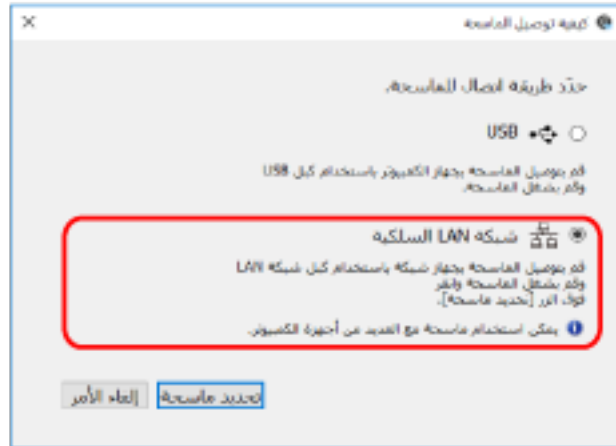 كيفية توصيل الماسحة
حدّد طريقة اتصال للماسحة.
USB
قم بتوصيل الماسحة بجهاز الكمبيوتر باستخدام كبل USB
وقم بتشغيل الماسحة.
شبكة LAN السلكية
قم بتوصيل الماسحة بجهاز شبكة باستخدام كبل شبكة LAN
وقم بتشغيل الماسحة وانقر
فوق الزر [تحديد ماسحة].
يمكن استخدام ماسحة مع العديد من أجهزة الكمبيوتر.
تحديد ماسحة
إلغاء الأمر